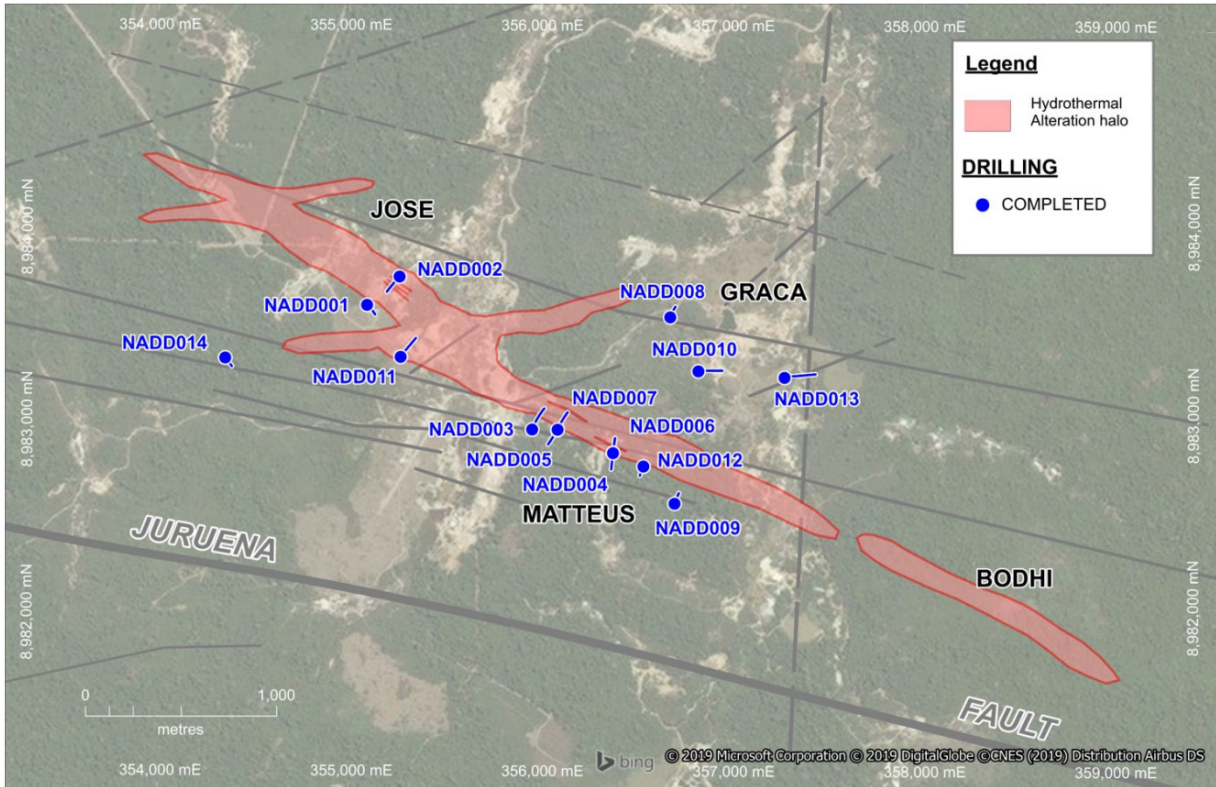 354,000 mE
355,000 mE
356,000 mE
357,000 mE
358,000 mE
359,000 mE
Legend
Hydrothermal
Alteration halo
DRILLING
COMPLETED
8,984,000 mN
8,984,000 mN
JOSE
NADD002
NADD001
NADD008
GRACA
NADD014
NADD010
NADD011
NADD013
NADD007
8,983,000 mN
8,983,000 mN
NADD003
NADD006
NADD005
NADD012
NADD004
MATTEUS
NADD009
JURUENA
BODHI
8,982,000 mN
8,982,000 mN
0
1,000
metres
FAULT
bing
© 2019 Microsoft Corporation © 2019 DigitalGlobe ©CNES (2019) Distribution Airbus DS
354,000 mE
355,000 mE
356,000 mE
357,000 mE
358,000 mE
359,000 mE